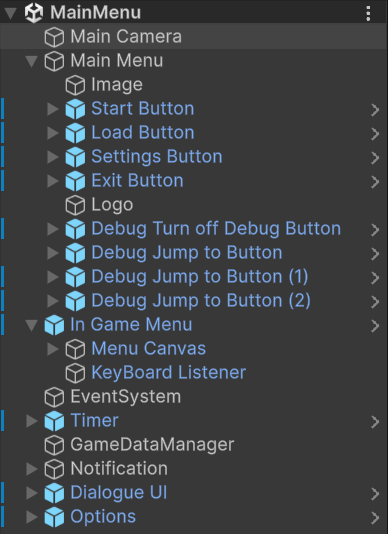 MainMenu
Main Camera
Main Menu
Image
Start Button
Load Button
Settings Button
Exit Button
Logo
Debug Turn off Debug Button
Debug Jump to Button
Debug Jump to Button (1)
Debug Jump to Button (2)
In Game Menu
Menu Canvas
KeyBoard Listener
EventSystem
Timer
GameDataManager
Notification
Dialogue UI
Options